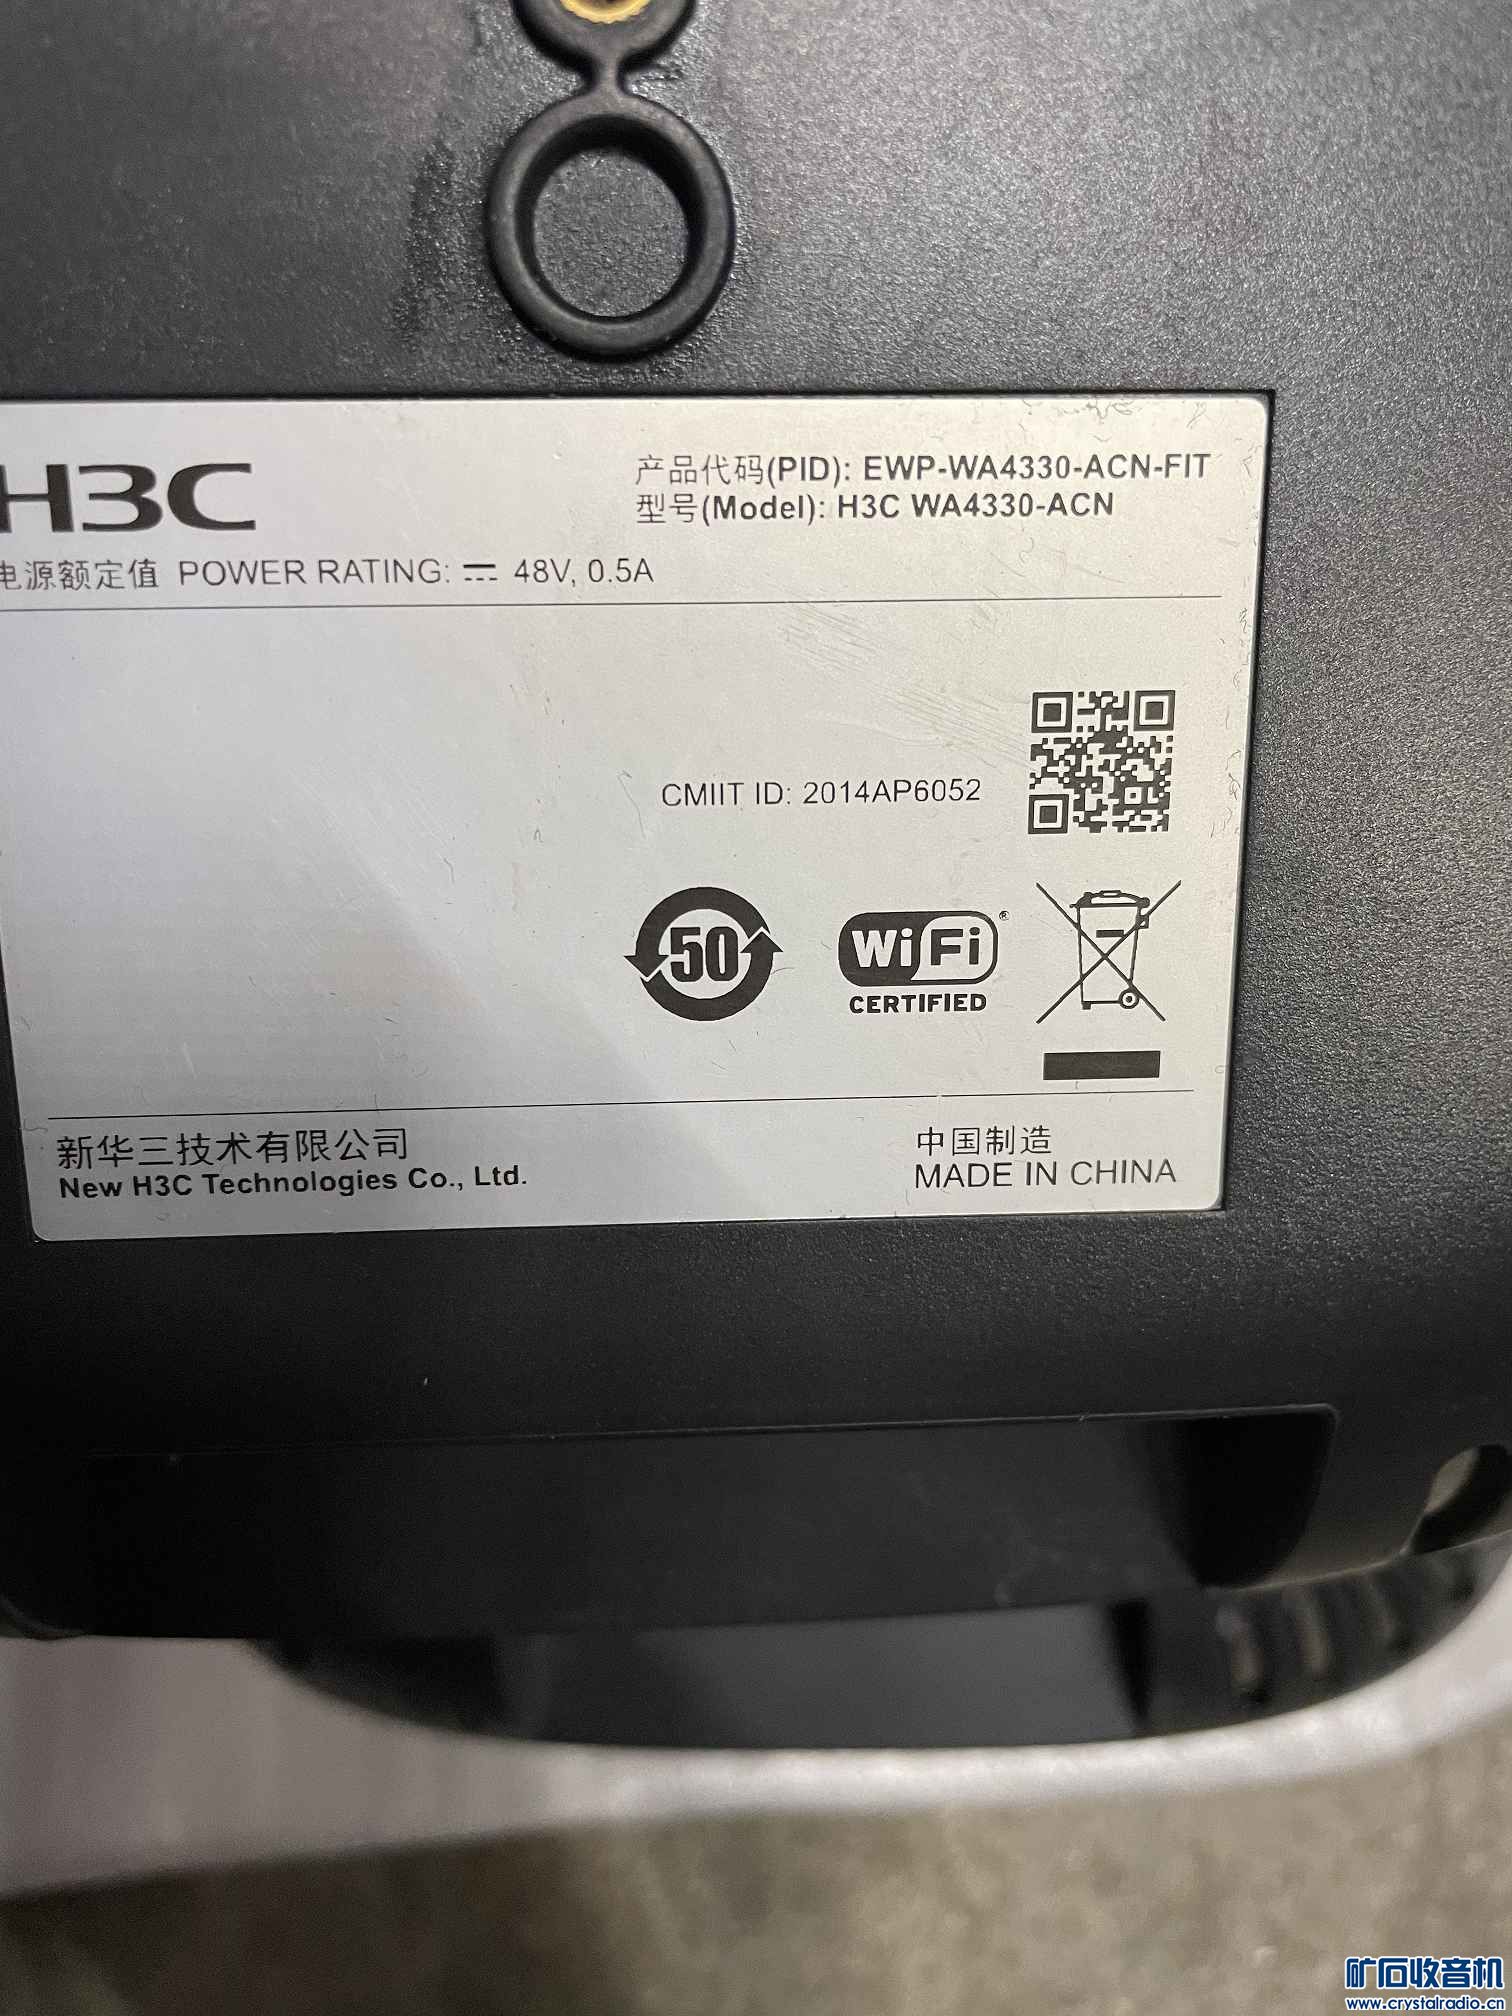 H3C
产品代码(PID): EWP-WA4330-ACN-FIT
型号(Model): H3C WA4330-ACN
电源额定值 POWER RATING: 48V, 0.5A
CMIIT ID: 2014AP6052
50
WiFi®
CERTIFIED
新华三技术有限公司
New H3C Technologies Co., Ltd.
中国制造
MADE IN CHINA
矿石收音机
www.crystalradio.cn